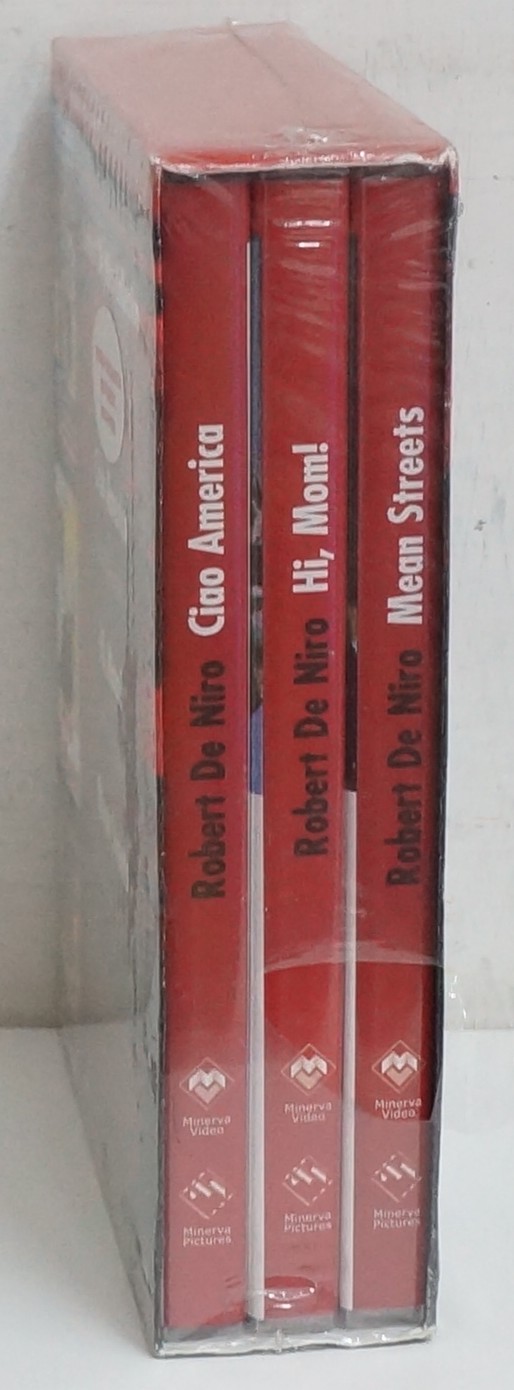 Robert De Niro Ciao America
Minerva
Video
Minerva
Pictures
Robert De Niro Hi, Mom!
Minerva
Video
Minerva
Pictures
Robert De Niro Mean Streets
Minerva
Video
Minerva
Pictures